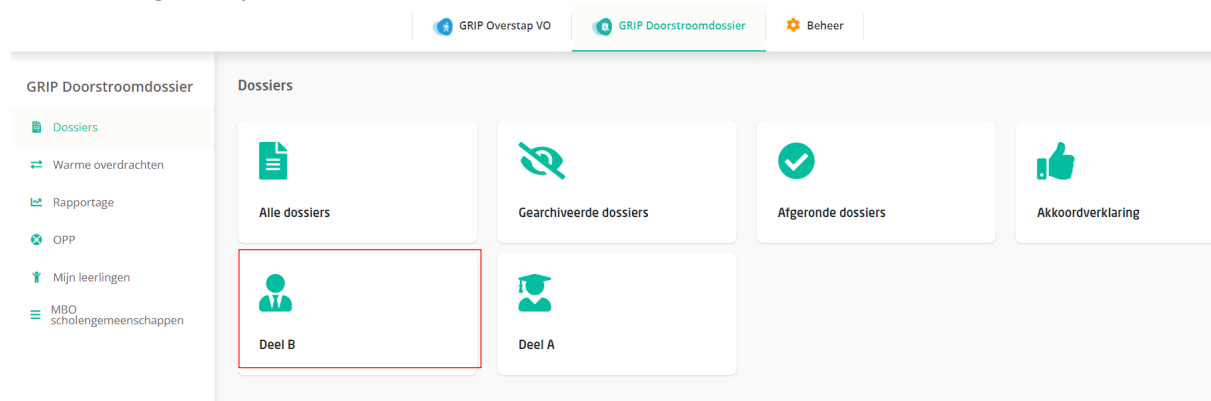 GRIP Overstap VO
GRIP Doorstroomdossier
Beheer
GRIP Doorstroomdossier
Dossiers
Warme overdrachten
Rapportage
OPP
Mijn leerlingen
MBO
scholengemeenschappen
Dossiers
Alle dossiers
Gearchiveerde dossiers
Afgeronde dossiers
Akkoordverklaring
Deel B
Deel A